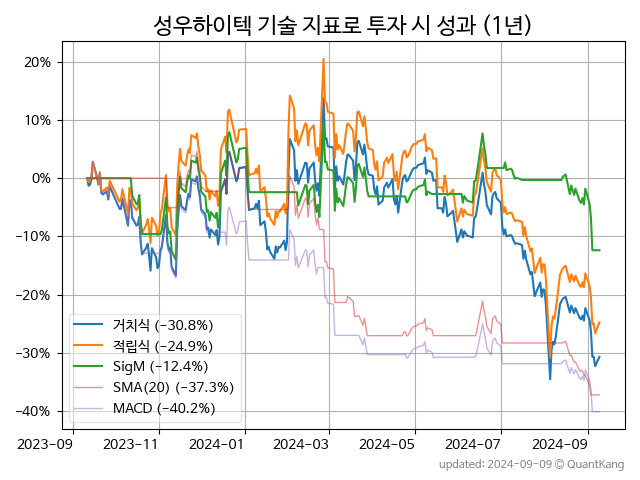 성우하이텍 기술 지표로 투자 시 성과 (1년)
20%
10%
0%
−10%
−20%
−30%
−40%
거치식 (−30.8%)
적립식 (−24.9%)
SigM (−12.4%)
SMA(20) (−37.3%)
MACD (−40.2%)
2023-09 2023-11 2024-01 2024-03 2024-05 2024-07 2024-09
updated: 2024-09-09 © QuantKang